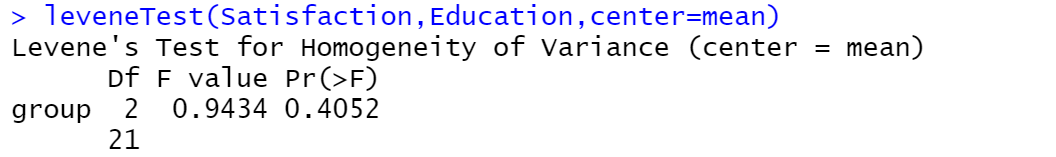 > leveneTest(Satisfaction,Education,center=mean)
Levene's Test for Homogeneity of Variance (center = mean)
      Df F value Pr(>F)
group  2  0.9434 0.4052
      21